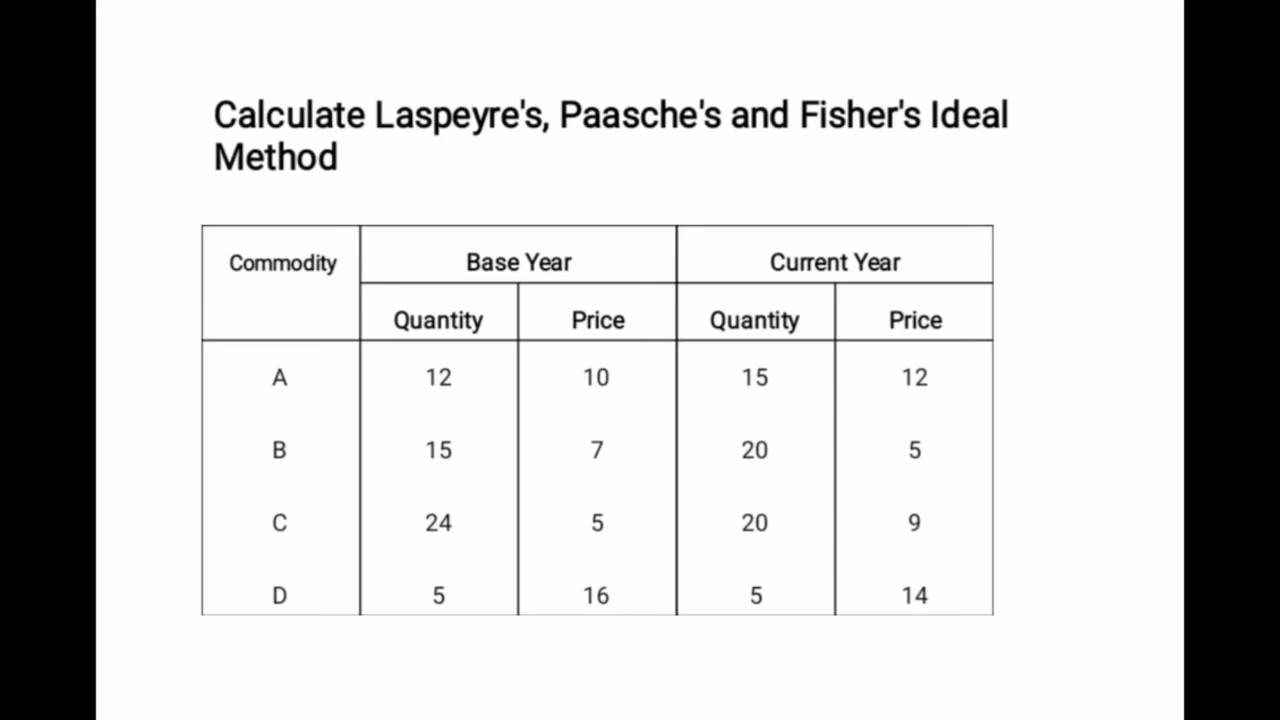 Calculate Laspeyre's, Paasche's and Fisher's Ideal
Method
Commodity Base Year Current Year
Quantity Price Quantity Price
A 12 10 15 12
B 15 7 20 5
C 24 5 20 9
D 5 16 5 14